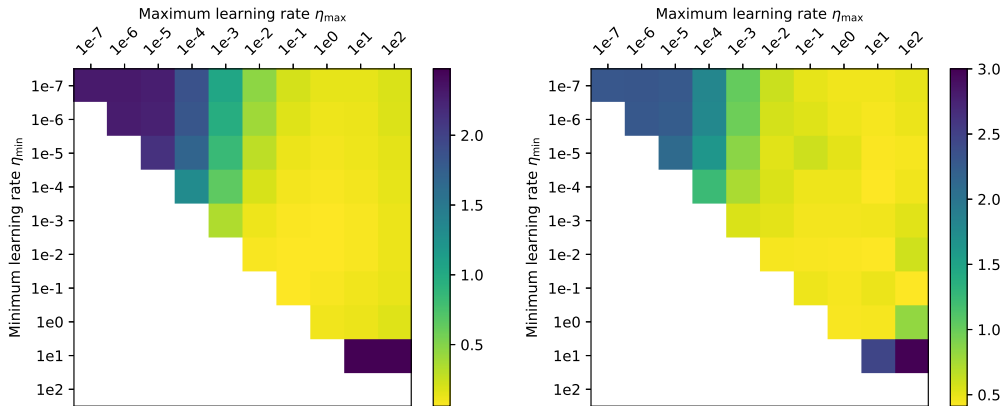 Maximum learning rate η_max
1e-7 1e-6 1e-5 1e-4 1e-3 1e-2 1e-1 1e0 1e1 1e2
Minimum learning rate η_min
1e-7
1e-6
1e-5
1e-4
1e-3
1e-2
1e-1
1e0
1e1
1e2
2.0
1.5
1.0
0.5
Maximum learning rate η_max
1e-7 1e-6 1e-5 1e-4 1e-3 1e-2 1e-1 1e0 1e1 1e2
Minimum learning rate η_min
1e-7
1e-6
1e-5
1e-4
1e-3
1e-2
1e-1
1e0
1e1
1e2
3.0
2.5
2.0
1.5
1.0
0.5